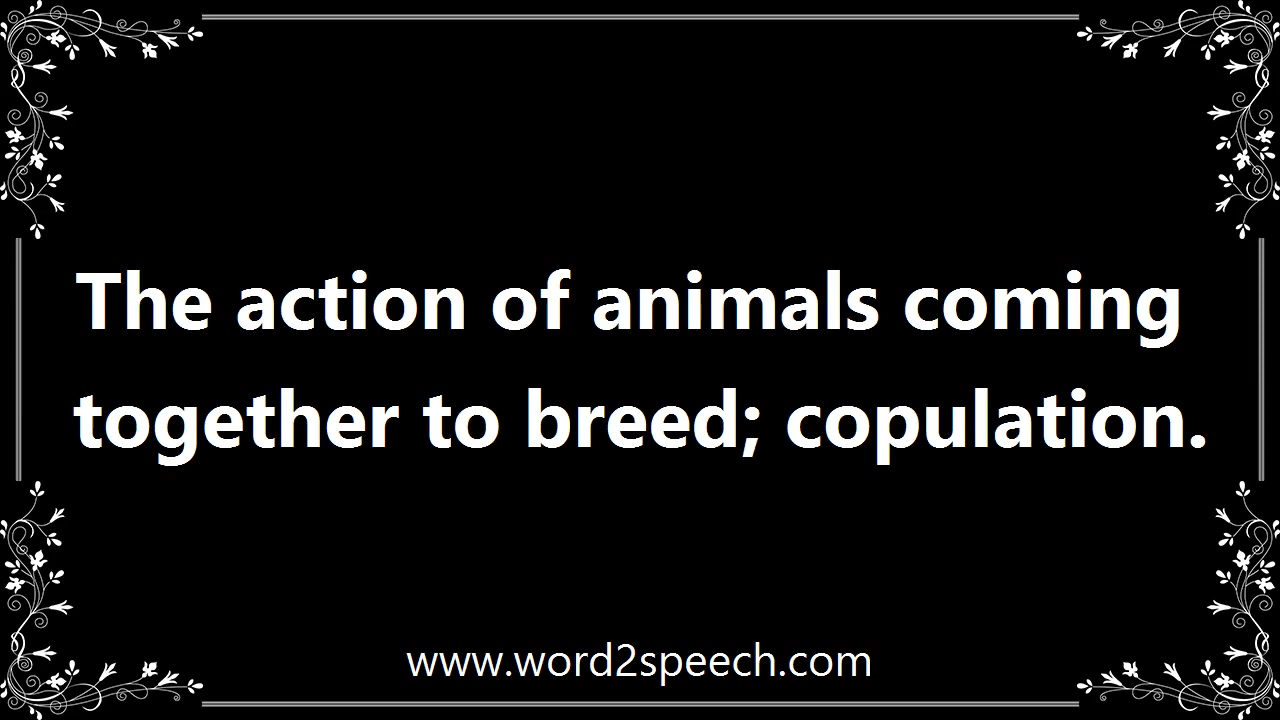 The action of animals coming
together to breed; copulation.
www.word2speech.com